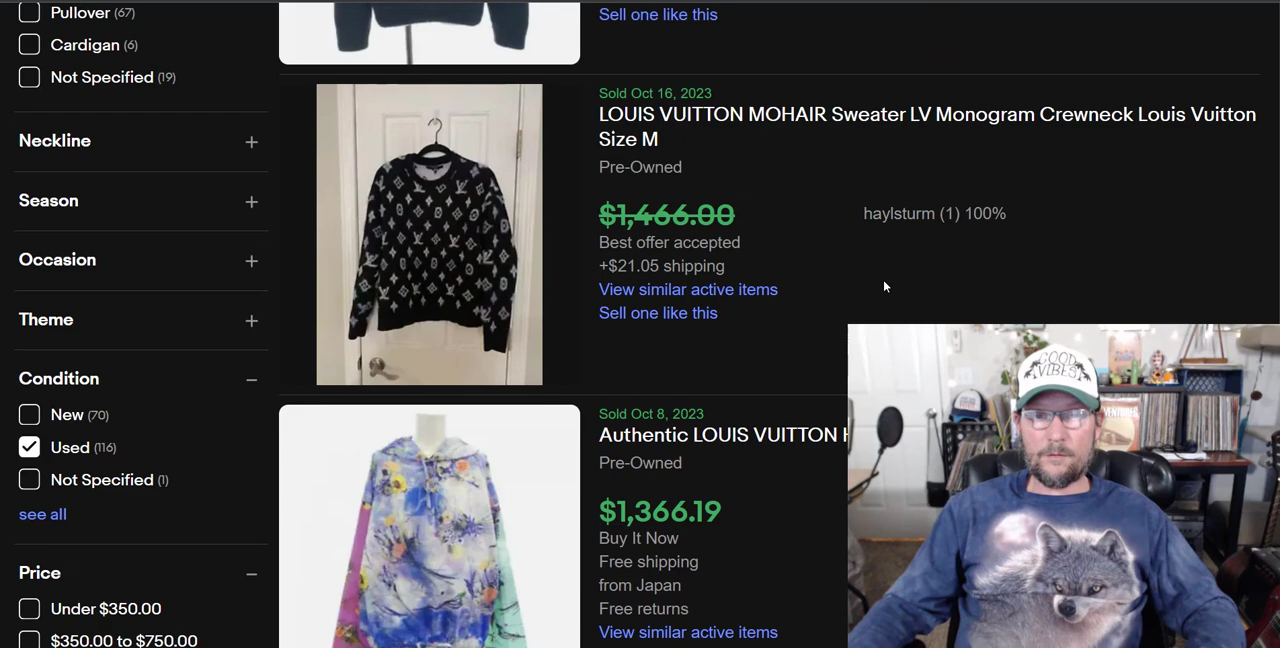 Pullover (67)
Cardigan (6)
Not Specified (19)
Neckline
Season
Occasion
Theme
Condition
New (70)
Used (116)
Not Specified (1)
see all
Price
Under $350.00
$350.00 to $750.00
Sell one like this
Sold Oct 16, 2023
LOUIS VUITTON MOHAIR Sweater LV Monogram Crewneck Louis Vuitton
Size M
Pre-Owned
$1,466.00
haylsturm (1) 100%
Best offer accepted
+$21.05 shipping
View similar active items
Sell one like this
Sold Oct 8, 2023
Authentic LOUIS VUITTON
Pre-Owned
$1,366.19
Buy It Now
Free shipping
from Japan
Free returns
View similar active items
GOOD
VIBES